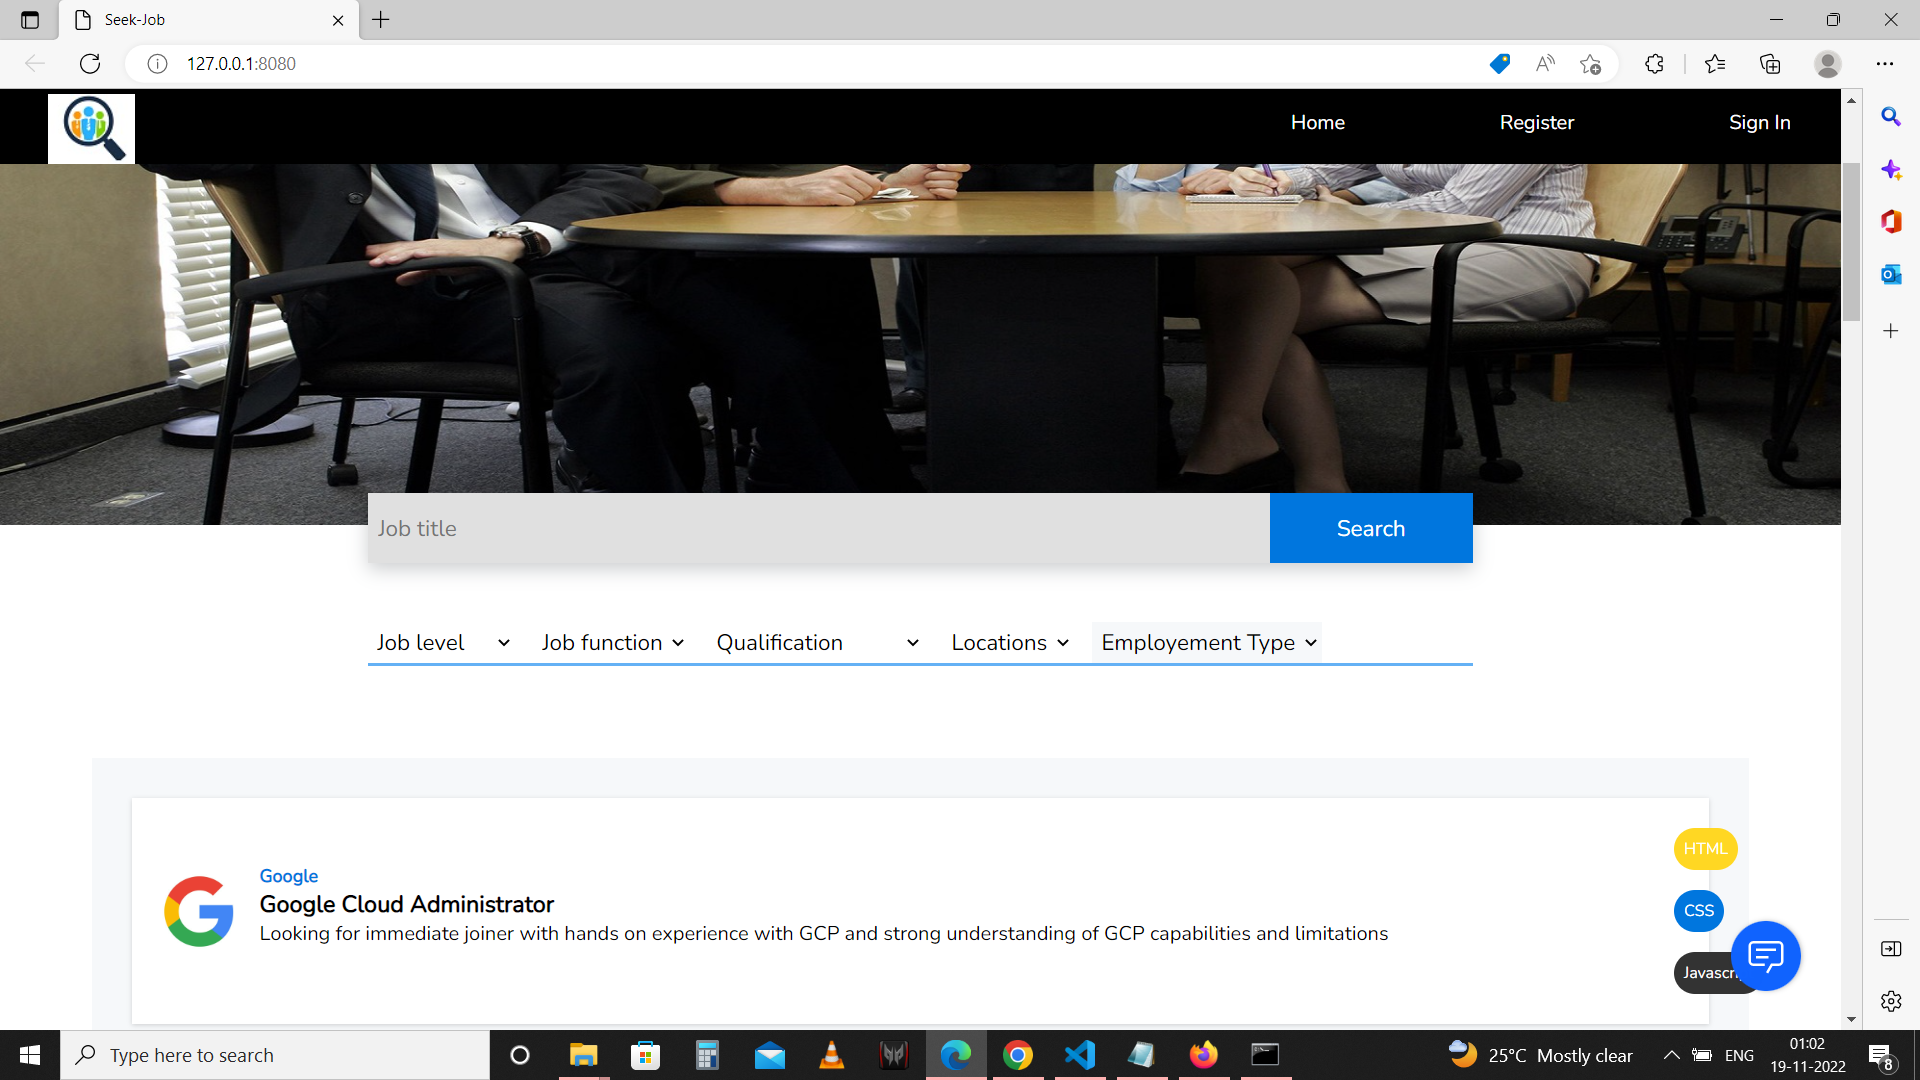 Seek-Job
127.0.0.1:8080
Home Register Sign In
Job title Search
Job level Job function Qualification Locations Employement Type
HTML
Google
Google Cloud Administrator
CSS
Looking for immediate joiner with hands on experience with GCP and strong understanding of GCP capabilities and limitations
Type here to search
25°C Mostly clear
ENG
01:02
19-11-2022
8